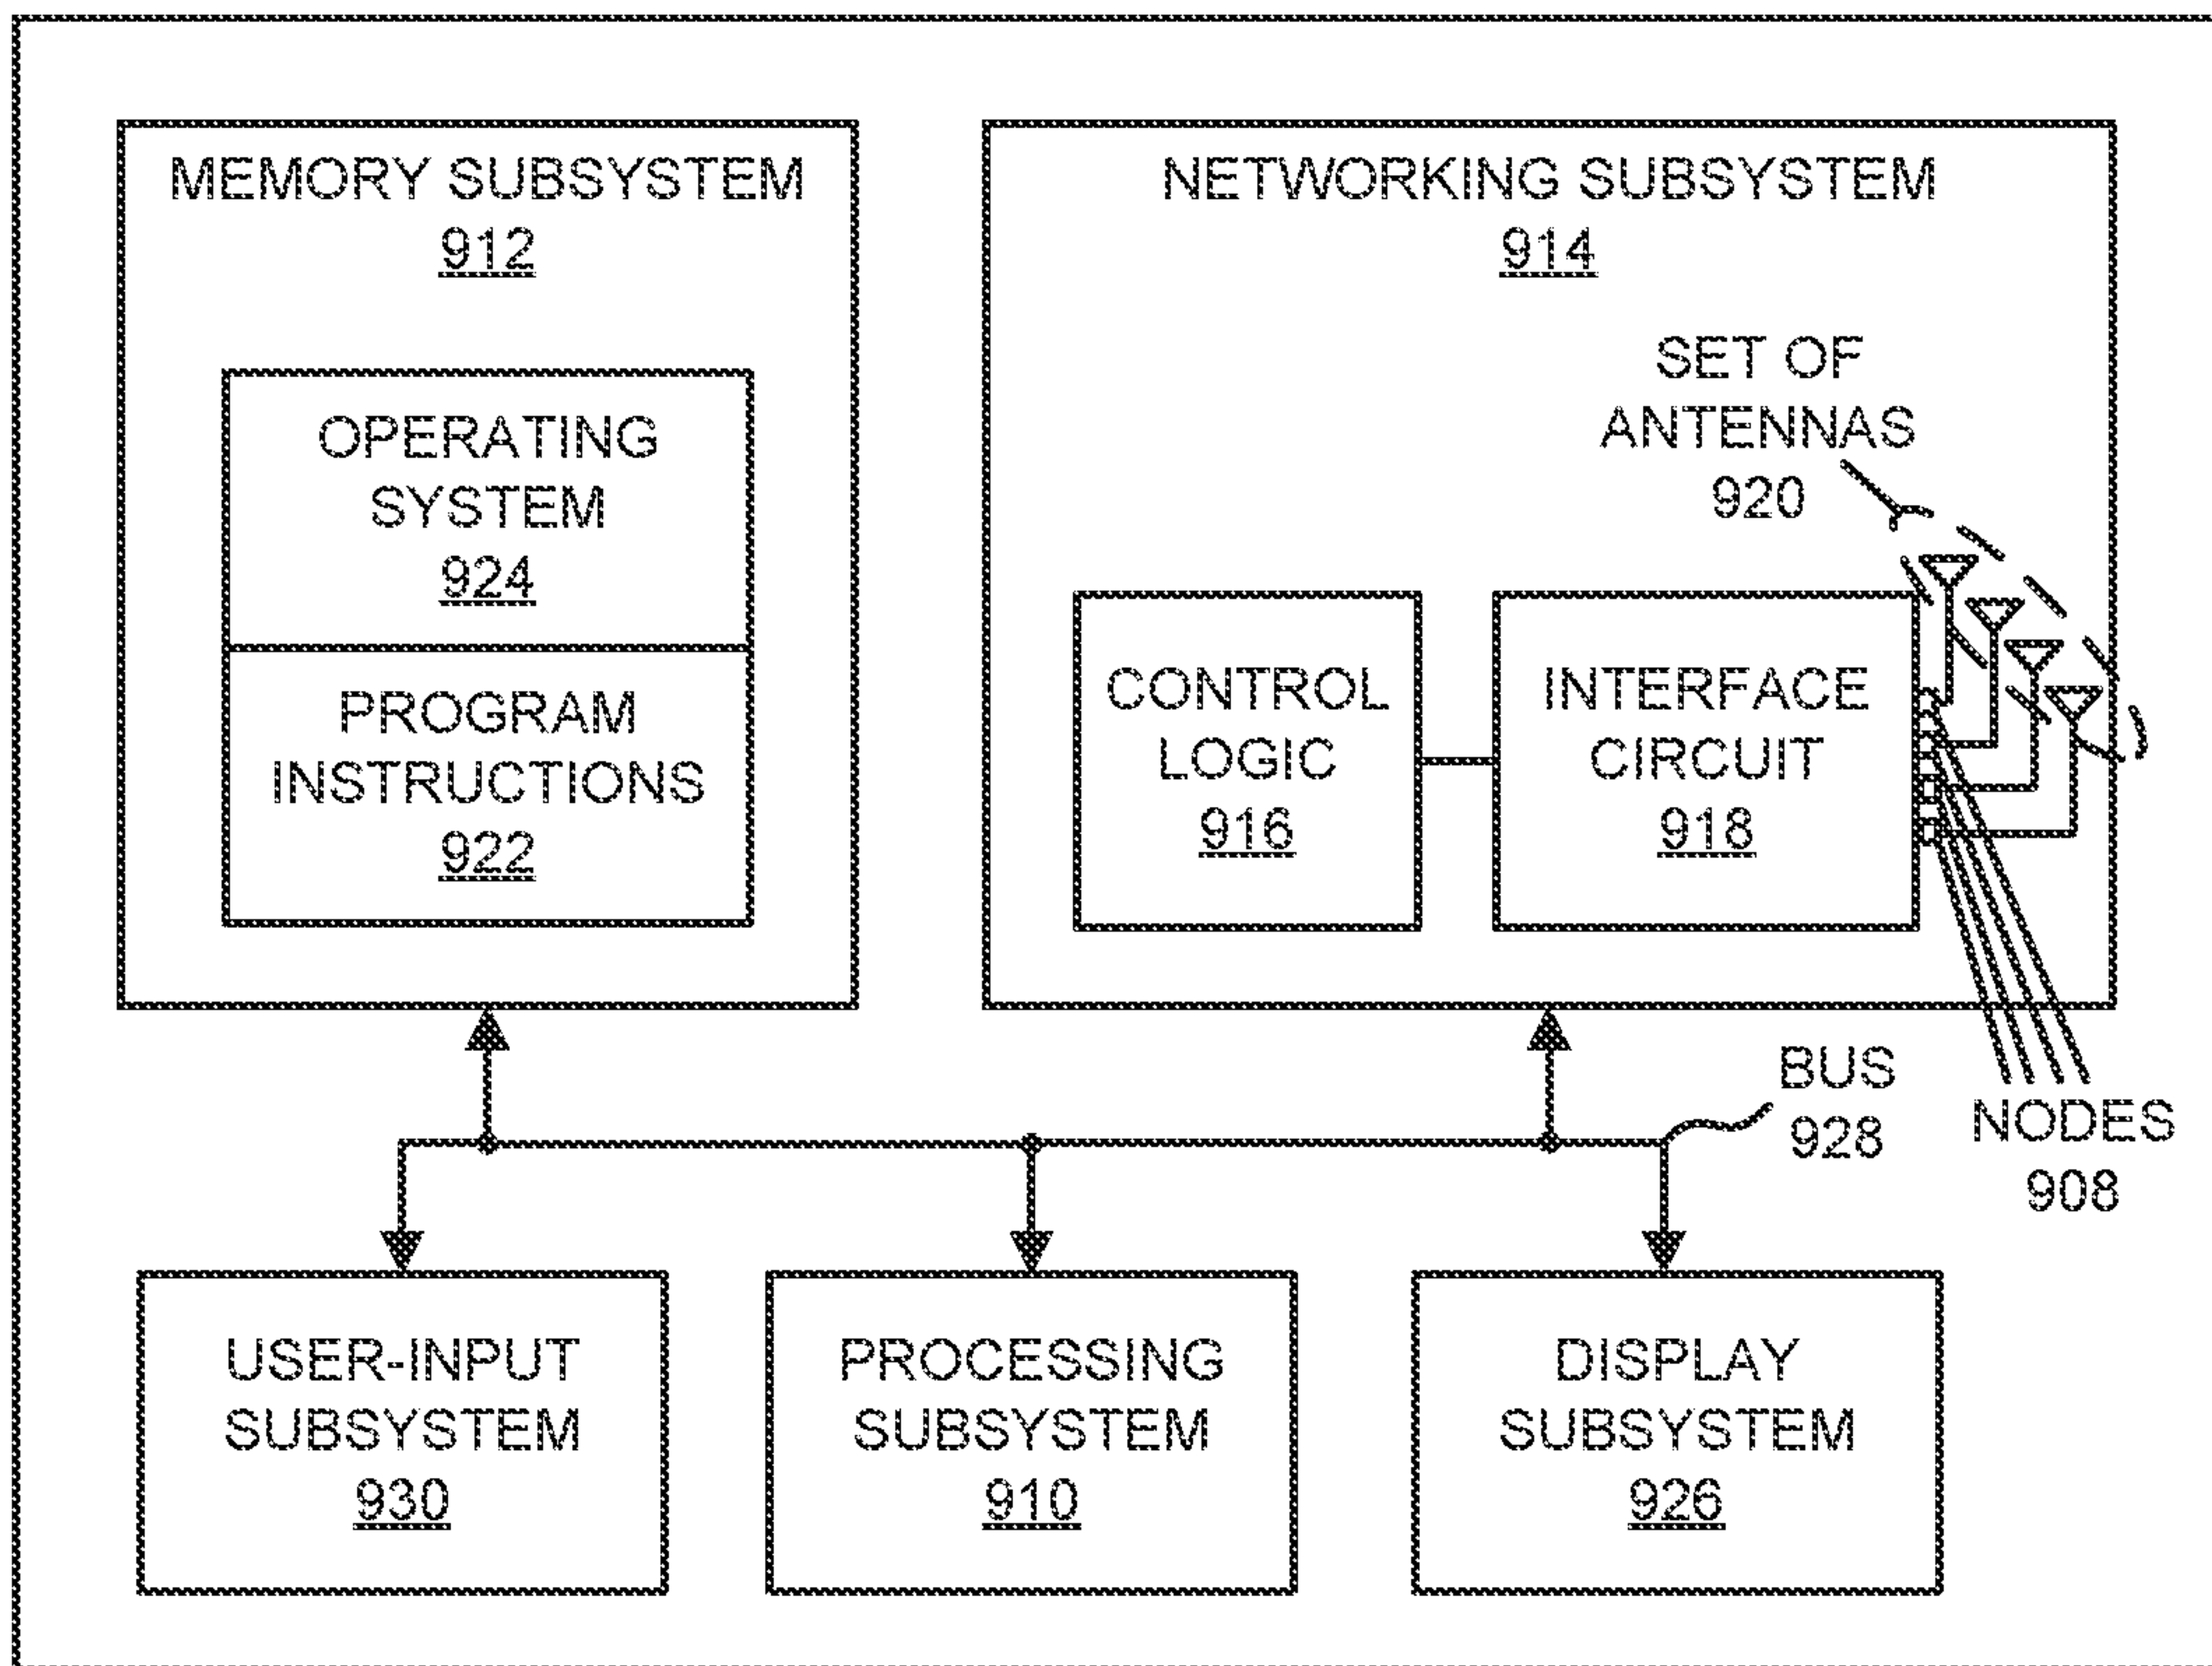 MEMORY SUBSYSTEM
912
OPERATING
SYSTEM
924
PROGRAM
INSTRUCTIONS
922
NETWORKING SUBSYSTEM
914
SET OF
ANTENNAS
920
CONTROL
LOGIC
916
INTERFACE
CIRCUIT
918
BUS
928
NODES
908
USER-INPUT
SUBSYSTEM
930
PROCESSING
SUBSYSTEM
910
DISPLAY
SUBSYSTEM
926